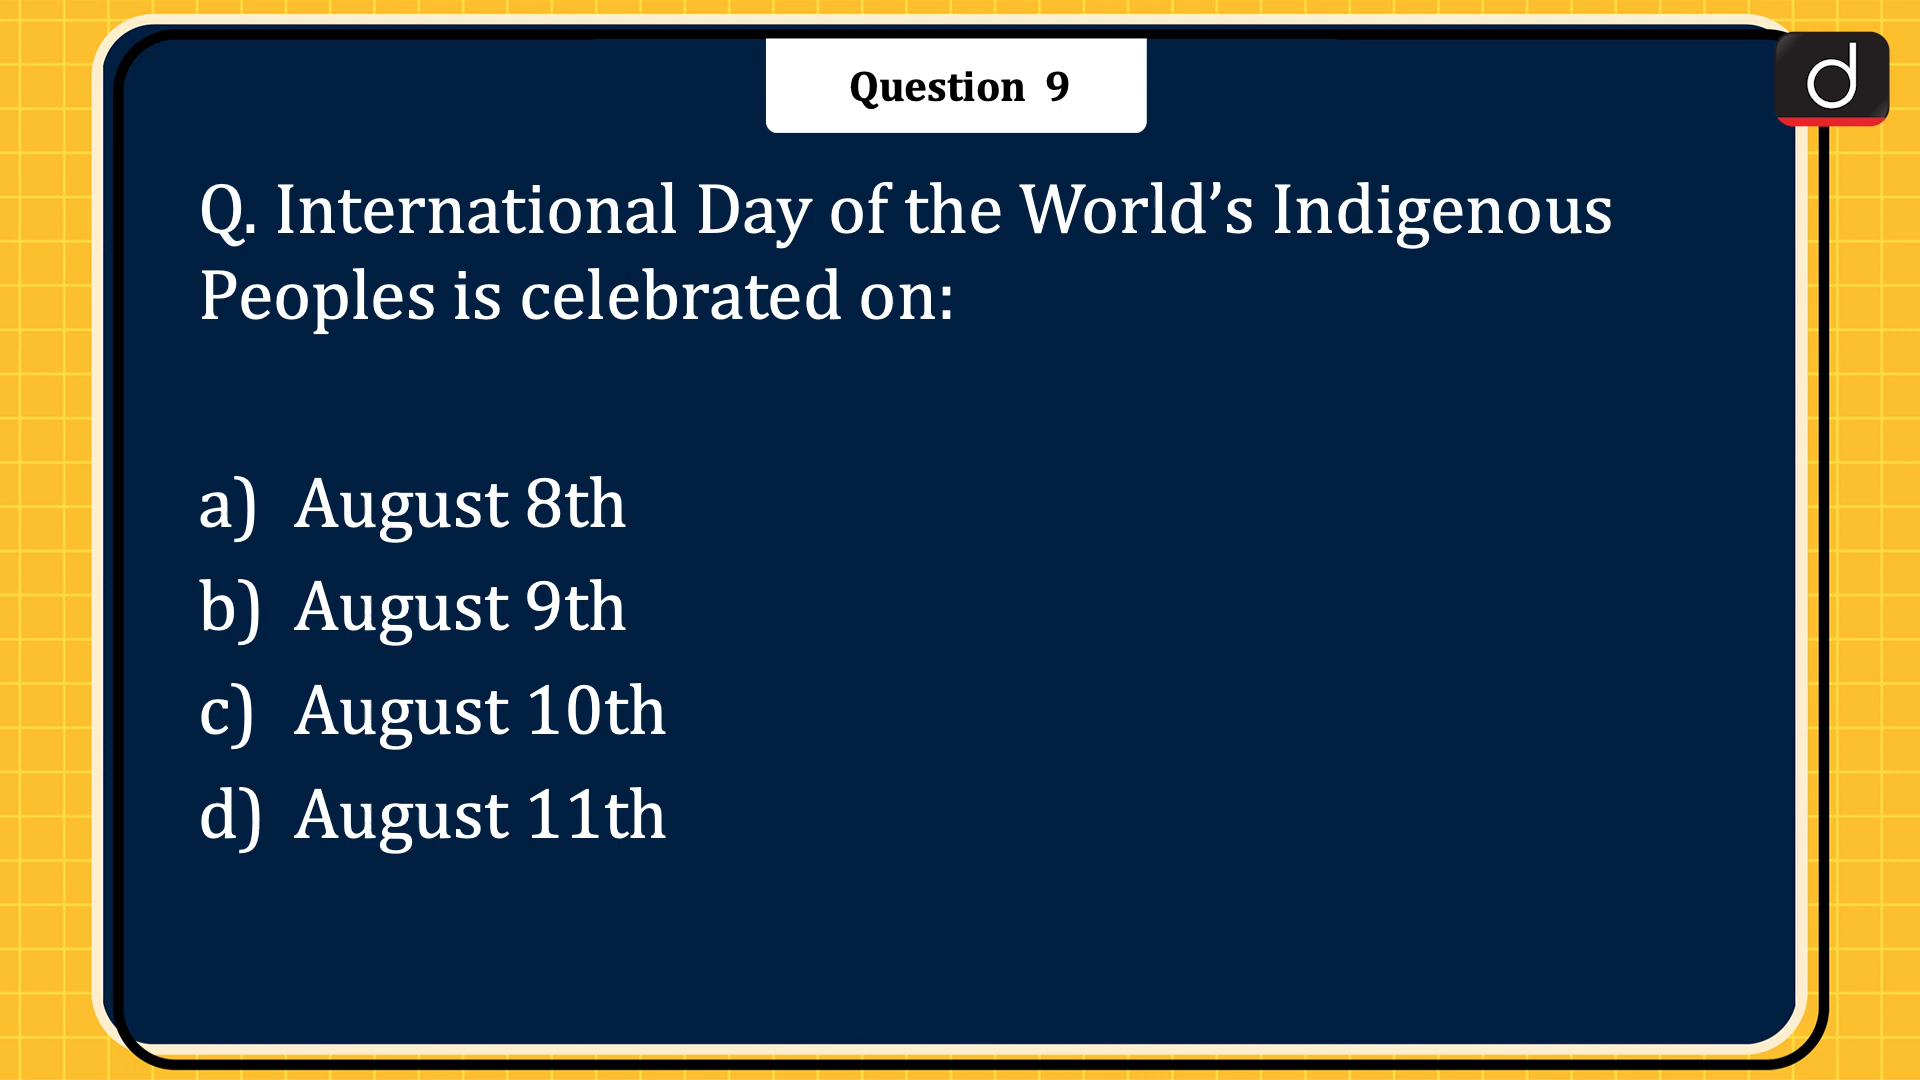 Question 9
d
Q. International Day of the World’s Indigenous
Peoples is celebrated on:
a) August 8th
b) August 9th
c) August 10th
d) August 11th